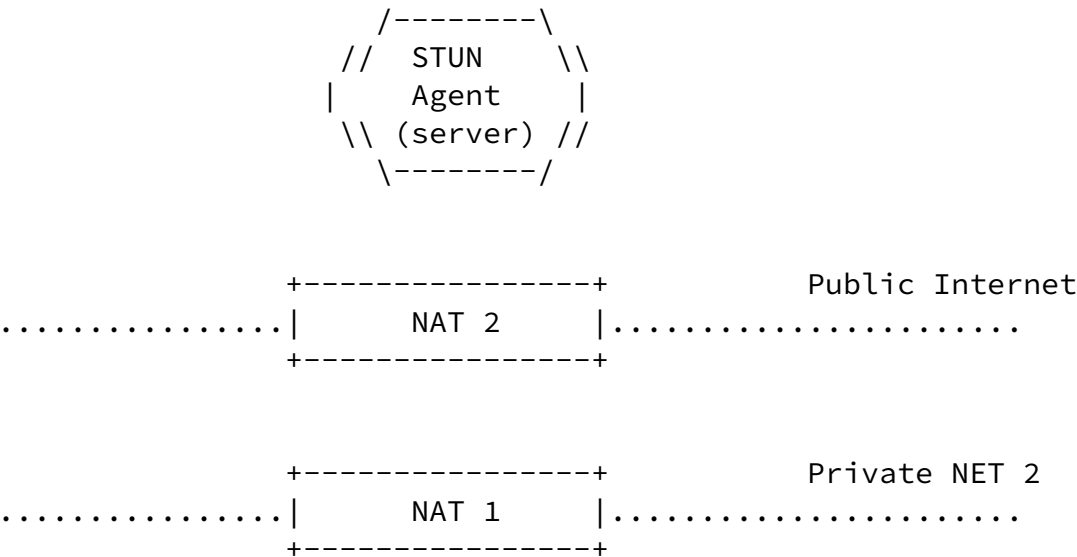 /--------\
// STUN \\
| Agent |
\\ (server) //
\--------/
+----------------+ Public Internet
................| NAT 2 |.......................
+----------------+
+----------------+ Private NET 2
................| NAT 1 |.......................
+----------------+